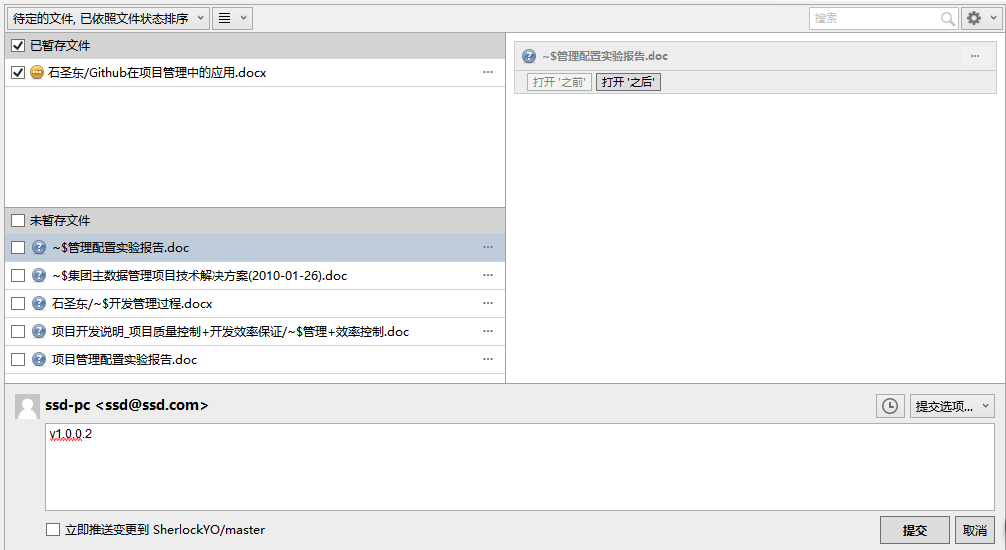 待定的文件, 已依照文件状态排序
搜索
已暂存文件
石圣东/Github在项目管理中的应用.docx
未暂存文件
~$管理配置实验报告.doc
~$集团主数据管理项目技术解决方案(2010-01-26).doc
石圣东/~$开发管理过程.docx
项目开发说明_项目质量控制+开发效率保证/~$管理+效率控制.doc
项目管理配置实验报告.doc
~$管理配置实验报告.doc
打开 '之前'
打开 '之后'
ssd-pc <ssd@ssd.com>
提交选项...
v1.0.0.2
立即推送变更到 SherlockYO/master
提交
取消